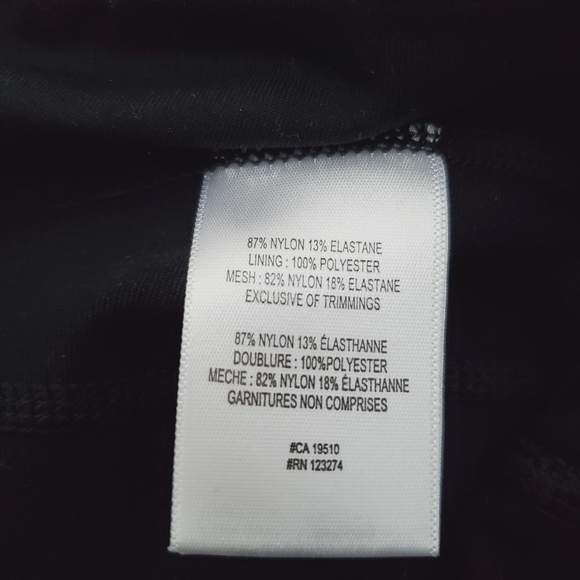 87% NYLON 13% ELASTANE
LINING : 100% POLYESTER
MESH : 82% NYLON 18% ELASTANE
EXCLUSIVE OF TRIMMINGS
87% NYLON 13% ÉLASTHANNE
DOUBLURE : 100%POLYESTER
MECHE : 82% NYLON 18% ÉLASTHANNE
GARNITURES NON COMPRISES
#CA 19510
#RN 123274